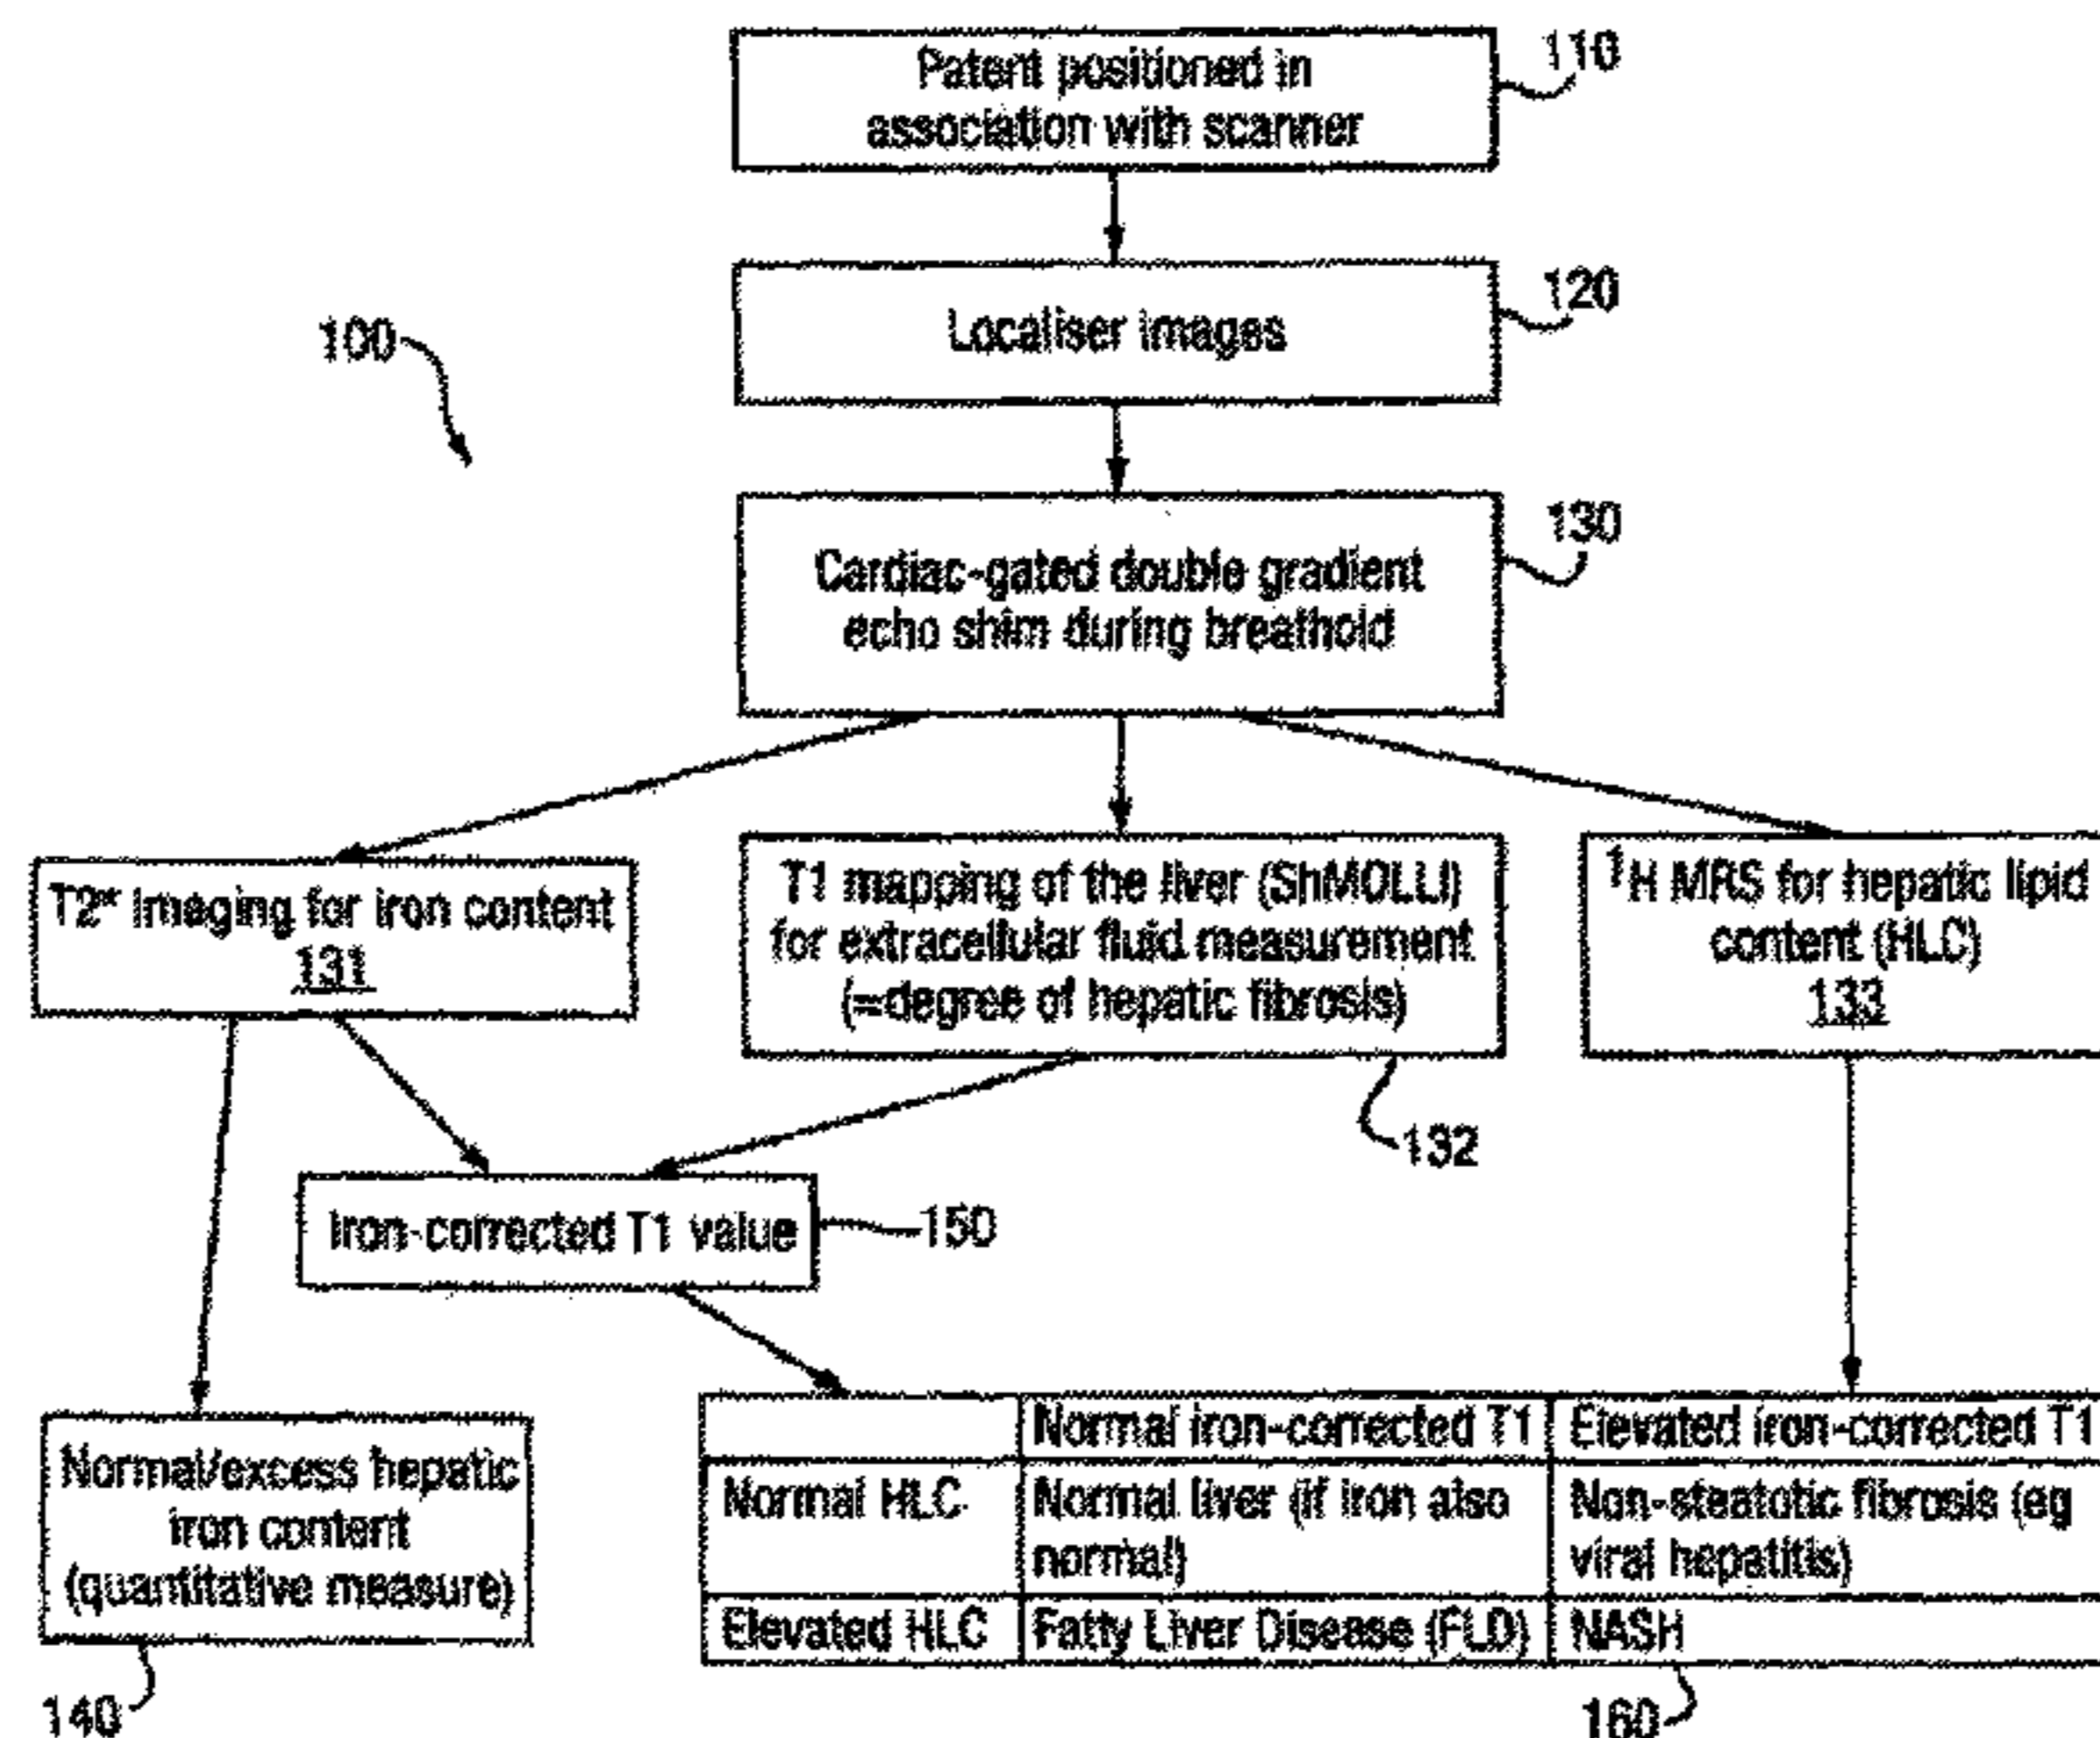 Patent positioned in
association with scanner
110
Localiser images
120
100
Cardiac-gated double gradient
echo shim during breathold
130
T2* Imaging for iron content
131
T1 mapping of the liver (ShMOLLI)
for extracellular fluid measurement
(=degree of hepatic fibrosis)
132
1H MRS for hepatic lipid
content (HLC)
133
Iron-corrected T1 value
150
Normal/excess hepatic
iron content
(quantitative measure)
140
Normal iron-corrected T1
Elevated iron-corrected T1
Normal HLC
Normal liver (if iron also
normal)
Non-steatotic fibrosis (eg
viral hepatitis)
Elevated HLC
Fatty Liver Disease (FLD)
NASH
160